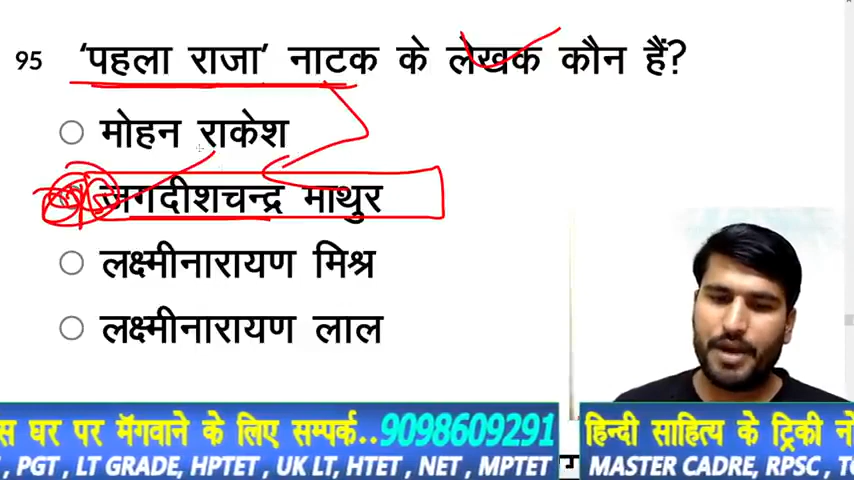 95 'पहला राजा' नाटक के लेखक कौन हैं?
मोहन राकेश
जगदीशचन्द्र माथुर
लक्ष्मीनारायण मिश्र
लक्ष्मीनारायण लाल
स घर पर मँगवाने के लिए सम्पर्क..9098609291
हिन्दी साहित्य के ट्रिकी नो
, PGT , LT GRADE, HPTET , UK LT, HTET , NET , MPTET
MASTER CADRE, RPSC,